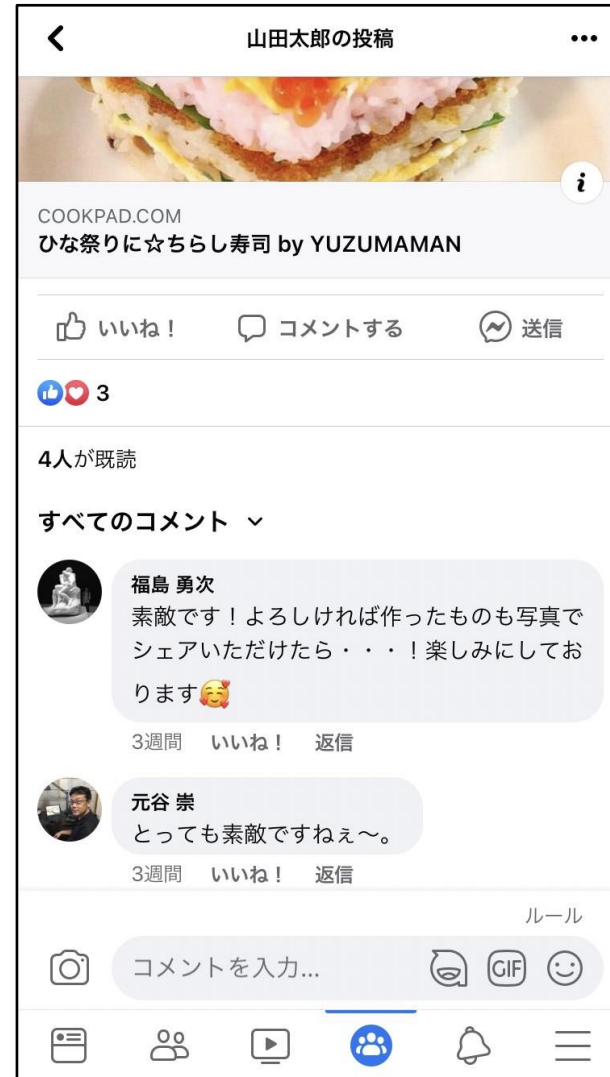 山田太郎の投稿
COOKPAD.COM
ひな祭りに☆ちらし寿司 by YUZUMAMAN
いいね！ コメントする 送信
3
4人が既読
すべてのコメント
福島 勇次
素敵です！よろしければ作ったものも写真で
シェアいただけたら・・・！楽しみにしてお
ります🥰
3週間 いいね！ 返信
元谷 崇
とっても素敵ですねぇ〜。
3週間 いいね！ 返信
ルール
コメントを入力... GIF